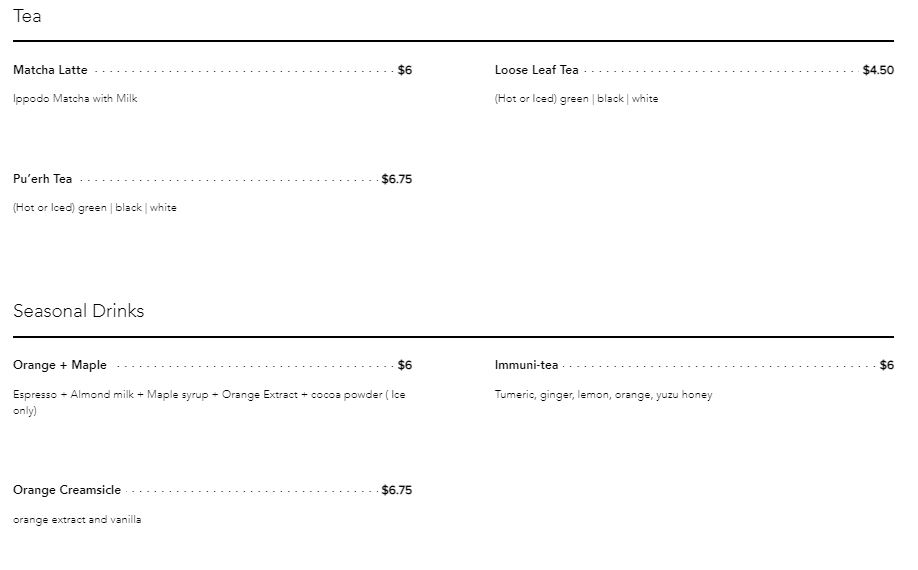 Tea
Matcha Latte $6
Ippodo Matcha with Milk
Loose Leaf Tea $4.50
(Hot or Iced) green | black | white
Pu’erh Tea $6.75
(Hot or Iced) green | black | white
Seasonal Drinks
Orange + Maple $6
Espresso + Almond milk + Maple syrup + Orange Extract + cocoa powder ( Ice
only)
Immuni-tea $6
Tumeric, ginger, lemon, orange, yuzu honey
Orange Creamsicle $6.75
orange extract and vanilla